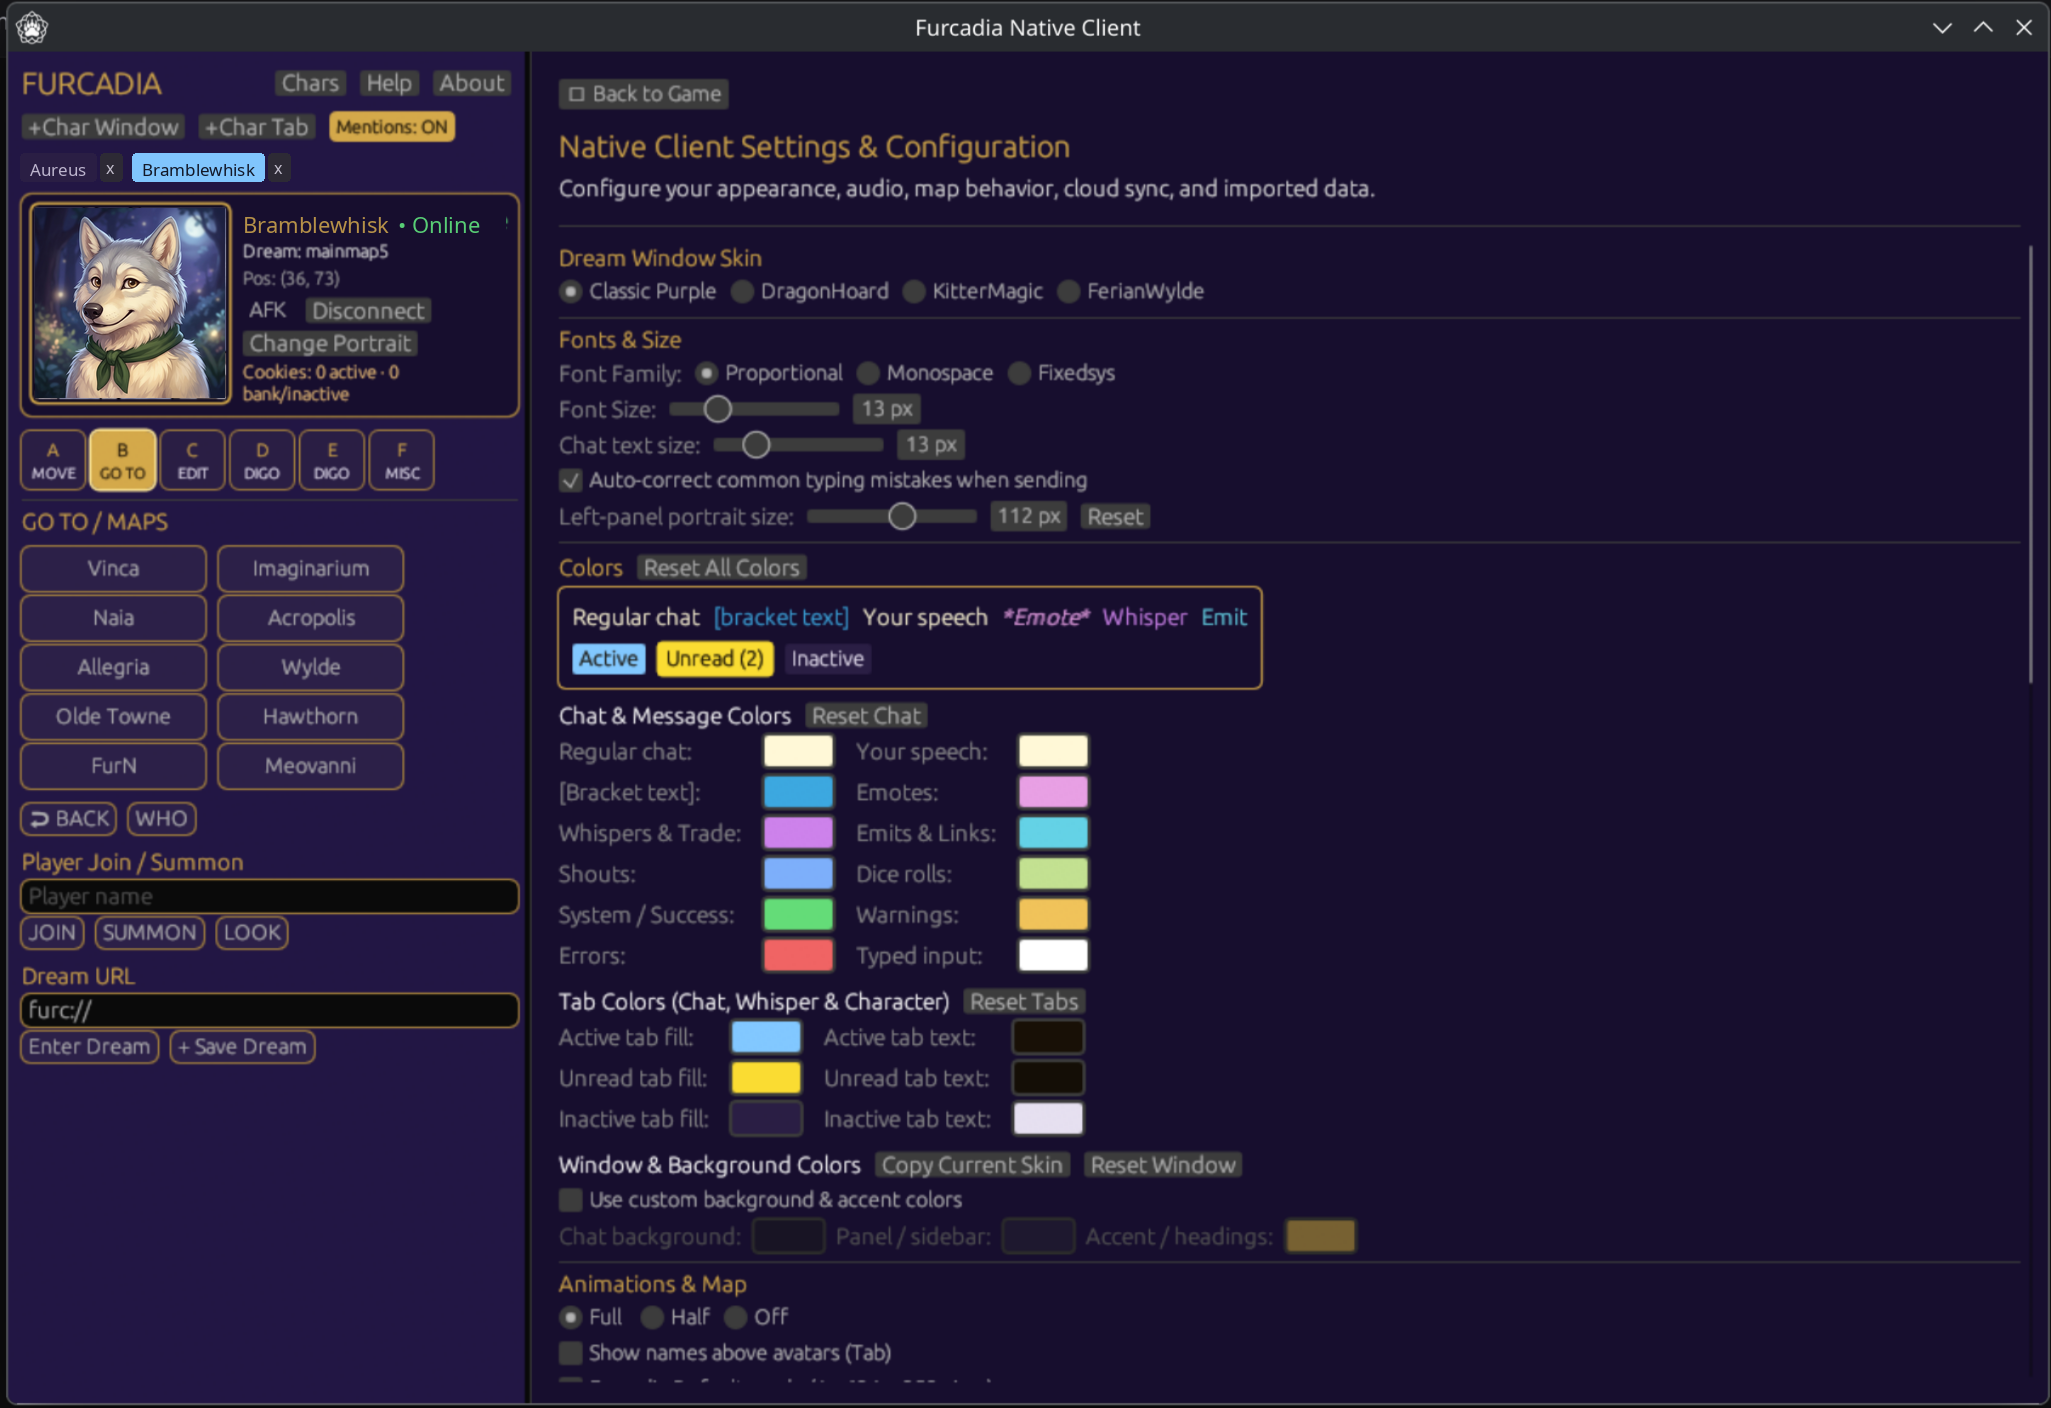 Furcadia Native Client
FURCADIA Chars Help About
+Char Window +Char Tab Mentions: ON
Aureus x Bramblewhisk x
Bramblewhisk • Online
Dream: mainmap5
Pos: (36, 73)
AFK Disconnect
Change Portrait
Cookies: 0 active · 0
bank/inactive
A B C D E F
MOVE GO TO EDIT DIGO DIGO MISC
GO TO / MAPS
Vinca Imaginarium
Naia Acropolis
Allegria Wylde
Olde Towne Hawthorn
FurN Meovanni
⮌ BACK WHO
Player Join / Summon
Player name
JOIN SUMMON LOOK
Dream URL
furc://
Enter Dream + Save Dream
Back to Game
Native Client Settings & Configuration
Configure your appearance, audio, map behavior, cloud sync, and imported data.
Dream Window Skin
Classic Purple DragonHoard KitterMagic FerianWylde
Fonts & Size
Font Family: Proportional Monospace Fixedsys
Font Size: 13 px
Chat text size: 13 px
Auto-correct common typing mistakes when sending
Left-panel portrait size: 112 px Reset
Colors Reset All Colors
Regular chat [bracket text] Your speech *Emote* Whisper Emit
Active Unread (2) Inactive
Chat & Message Colors Reset Chat
Regular chat: Your speech:
[Bracket text]: Emotes:
Whispers & Trade: Emits & Links:
Shouts: Dice rolls:
System / Success: Warnings:
Errors: Typed input:
Tab Colors (Chat, Whisper & Character) Reset Tabs
Active tab fill: Active tab text:
Unread tab fill: Unread tab text:
Inactive tab fill: Inactive tab text:
Window & Background Colors Copy Current Skin Reset Window
Use custom background & accent colors
Chat background: Panel / sidebar: Accent / headings:
Animations & Map
Full Half Off
Show names above avatars (Tab)